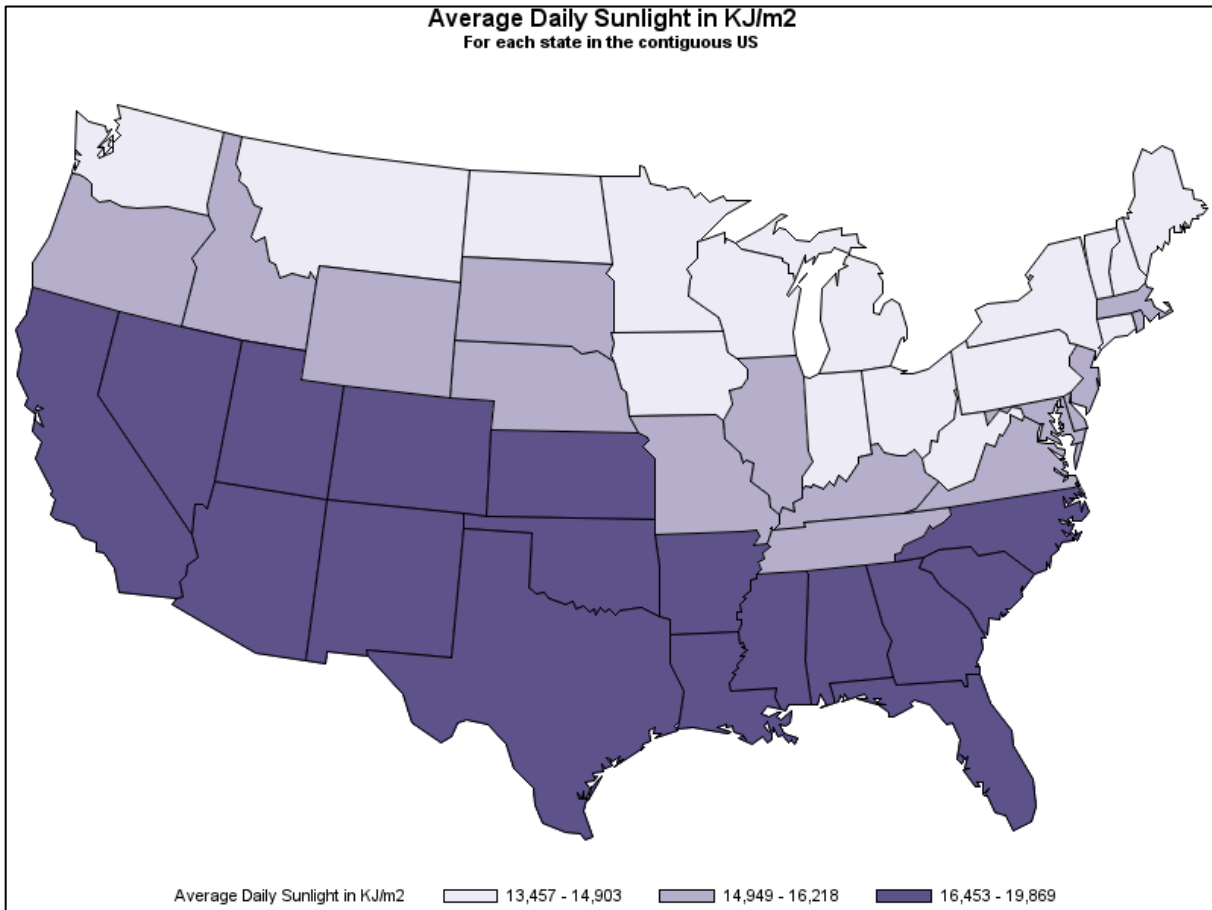 Average Daily Sunlight in KJ/m2
For each state in the contiguous US
Average Daily Sunlight in KJ/m2 13,457 - 14,903 14,949 - 16,218 16,453 - 19,869